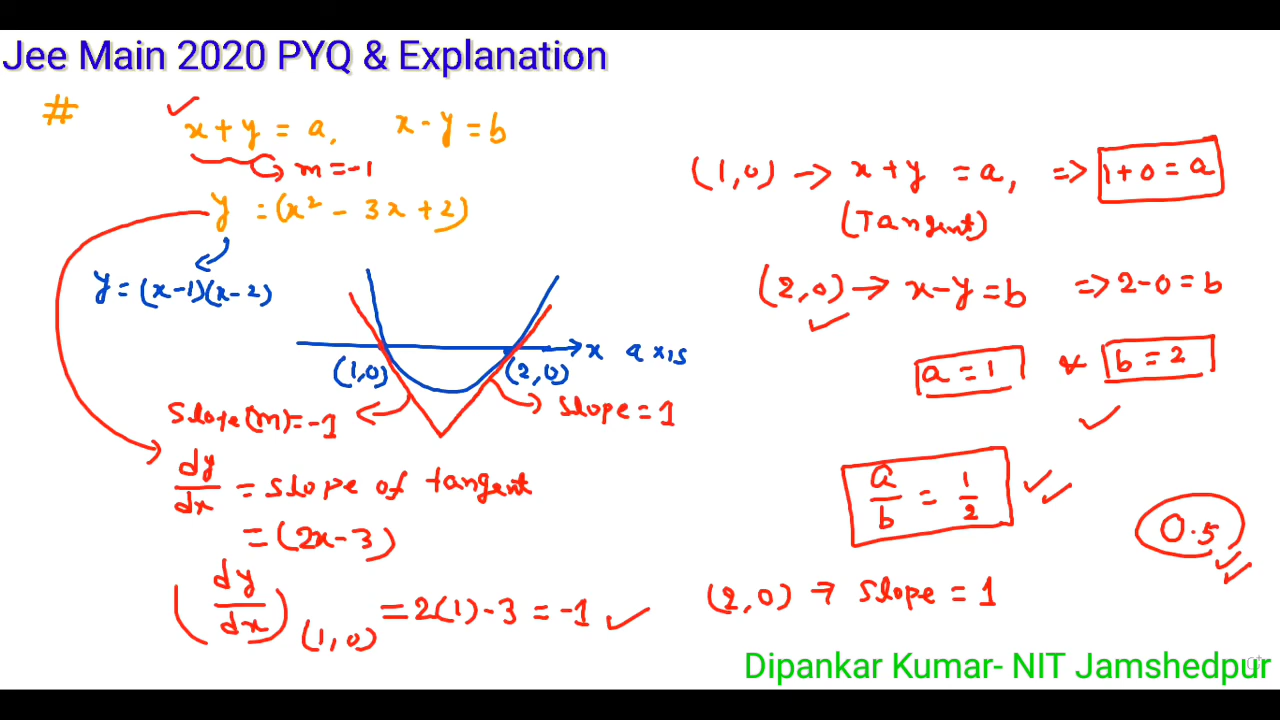 Jee Main 2020 PYQ & Explanation
#
x + y = a, x - y = b
m = -1
y = (x² - 3x + 2)
y = (x-1)(x-2)
x axis
(1,0) (2,0)
Slope(m) = -1
Slope = 1
dy/dx = slope of tangent
= (2x - 3)
(dy/dx)(1,0) = 2(1) - 3 = -1
(1,0) → x + y = a, => 1 + 0 = a
(Tangent)
(2,0) → x - y = b => 2 - 0 = b
a = 1 & b = 2
a/b = 1/2
0.5
(2,0) → slope = 1
Dipankar Kumar- NIT Jamshedpur